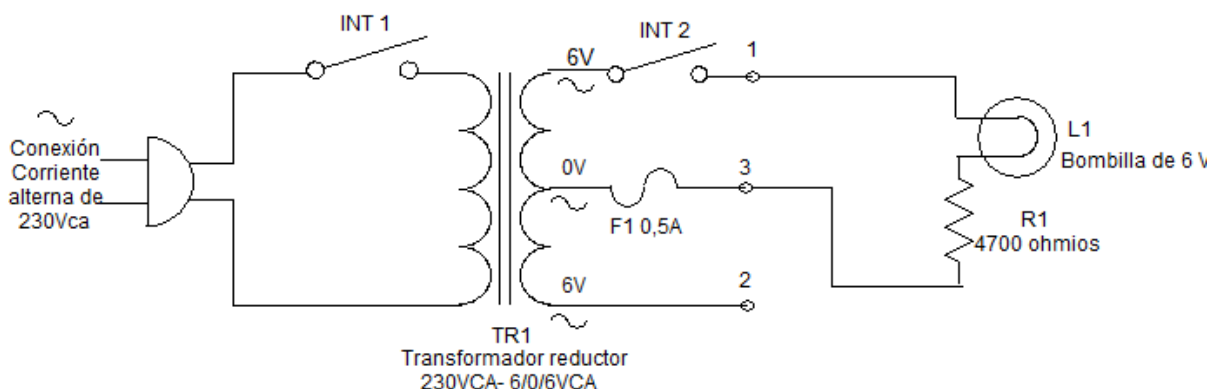 INT 1
INT 2
1
6V
Conexión
Corriente
alterna de
230Vca
L1
Bombilla de 6 V
0V
3
F1 0,5A
R1
4700 ohmios
6V
2
TR1
Transformador reductor
230VCA- 6/0/6VCA